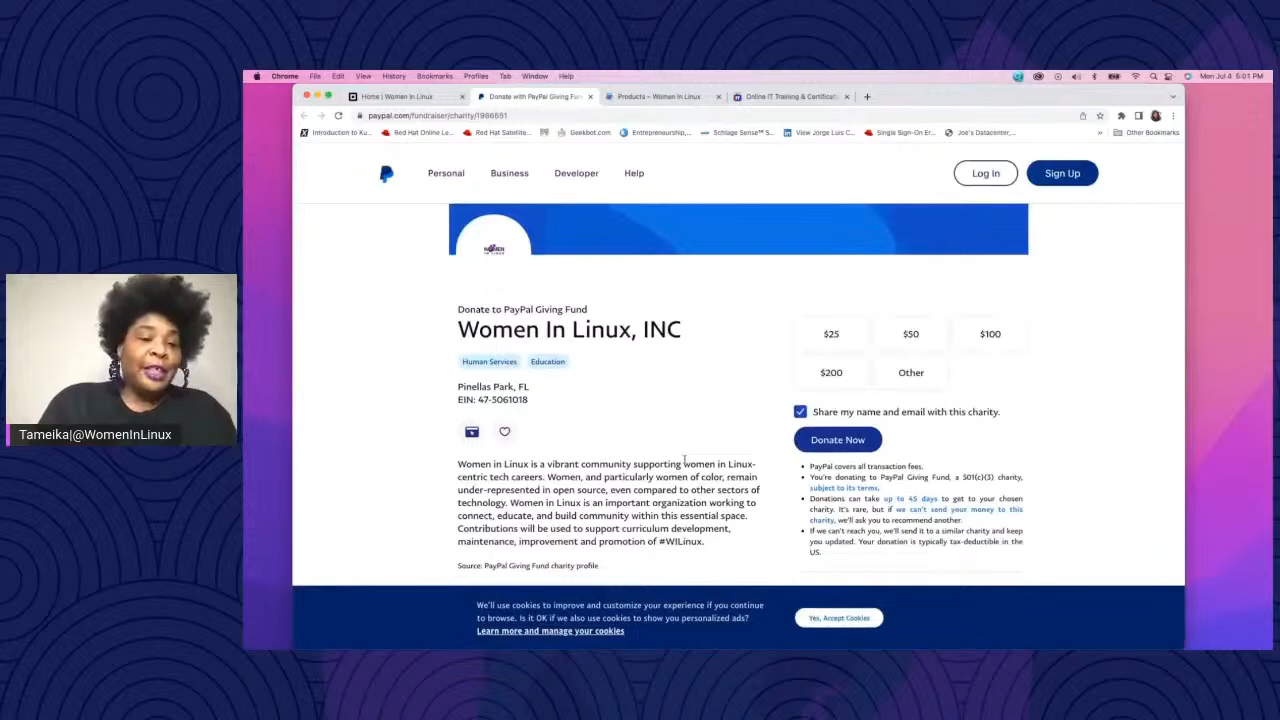 Chrome File Edit View History Bookmarks Profiles Tab Window Help
Mon Jul 4 5:01 PM
Home | Women In Linux
Donate with PayPal Giving Fun
Products – Women In Linux
Online IT Training & Certificat
paypal.com/fundraiser/charity/1986651
Introduction to Ku...
Red Hat Online Le...
Red Hat Satellite...
Geekbot.com
Entrepreneurship,...
Schlage Sense™ S...
View Jorge Luis C...
Single Sign-On Er...
Joe's Datacenter,...
»
Other Bookmarks
Personal
Business
Developer
Help
Log In
Sign Up
WOMEN
IN LINUX
Donate to PayPal Giving Fund
Women In Linux, INC
Human Services
Education
Pinellas Park, FL
EIN: 47-5061018
Women in Linux is a vibrant community supporting women in Linux-
centric tech careers. Women, and particularly women of color, remain
under-represented in open source, even compared to other sectors of
technology. Women in Linux is an important organization working to
connect, educate, and build community within this essential space.
Contributions will be used to support curriculum development,
maintenance, improvement and promotion of #WILinux.
Source: PayPal Giving Fund charity profile
$25
$50
$100
$200
Other
Share my name and email with this charity.
Donate Now
• PayPal covers all transaction fees.
• You're donating to PayPal Giving Fund, a 501(c)(3) charity,
subject to its terms.
• Donations can take up to 45 days to get to your chosen
charity. It's rare, but if we can't send your money to this
charity, we'll ask you to recommend another.
• If we can't reach you, we'll send it to a similar charity and keep
you updated. Your donation is typically tax-deductible in the
US.
We'll use cookies to improve and customize your experience if you continue
to browse. Is it OK if we also use cookies to show you personalized ads?
Learn more and manage your cookies
Yes, Accept Cookies
Tameika|@WomenInLinux